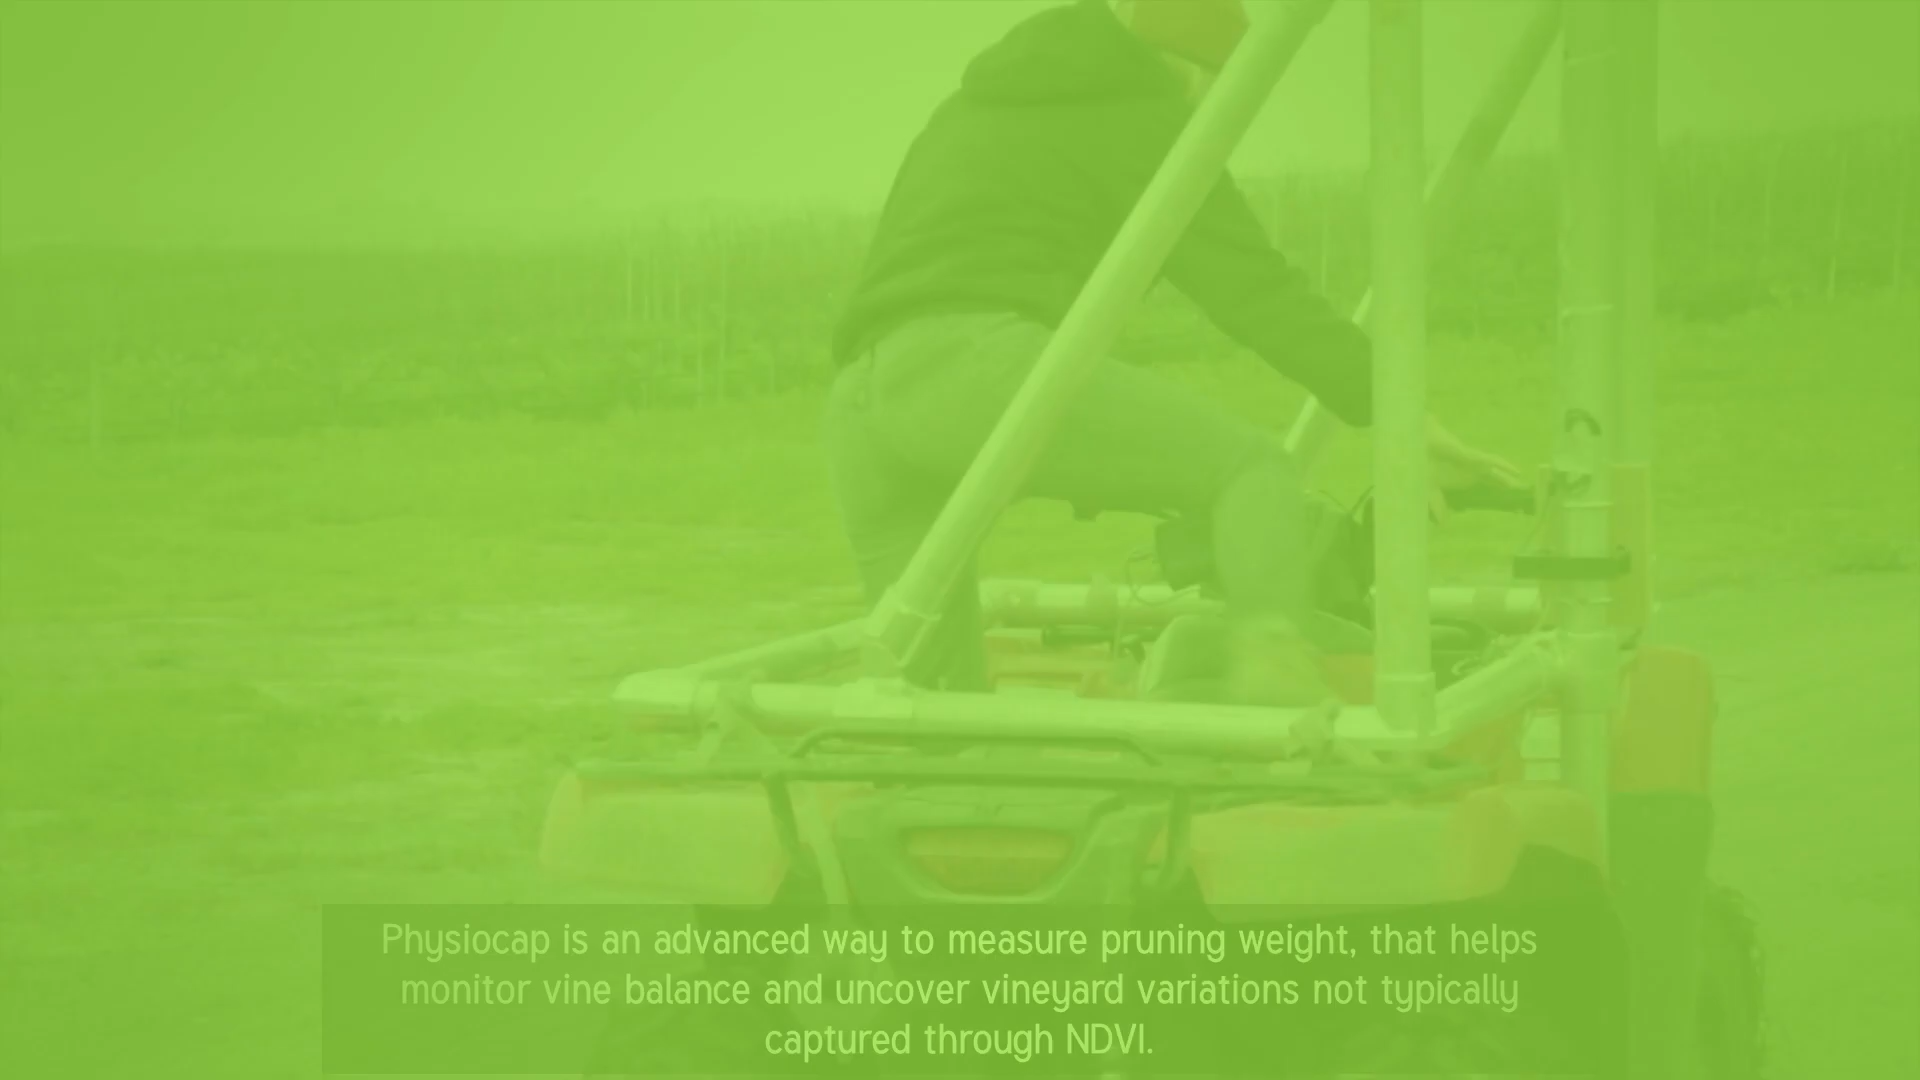 Physiocap is an advanced way to measure pruning weight, that helps
monitor vine balance and uncover vineyard variations not typically
captured through NDVI.